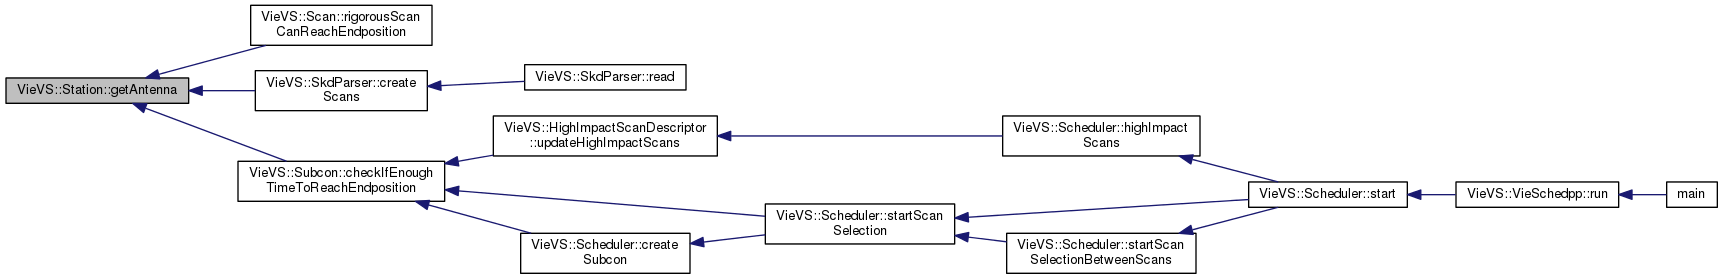 VieVS::Scan::rigorousScan
CanReachEndposition
VieVS::SkdParser::create
Scans
VieVS::SkdParser::read
VieVS::Station::getAntenna
VieVS::HighImpactScanDescriptor
::updateHighImpactScans
VieVS::Scheduler::highImpact
Scans
VieVS::Subcon::checkIfEnough
TimeToReachEndposition
VieVS::Scheduler::start
VieVS::VieSchedpp::run
main
VieVS::Scheduler::startScan
Selection
VieVS::Scheduler::create
Subcon
VieVS::Scheduler::startScan
SelectionBetweenScans